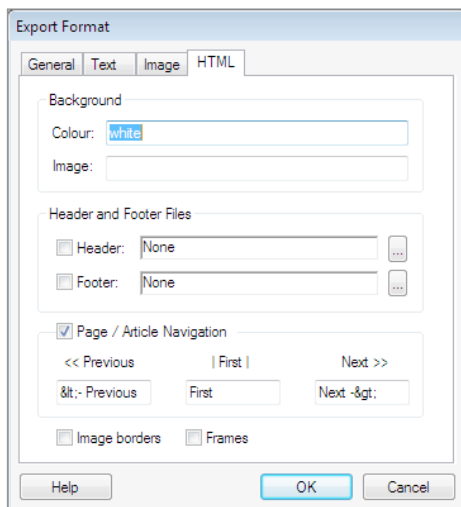 Export Format
General Text Image HTML
Background
Colour: white
Image:
Header and Footer Files
Header: None ...
Footer: None ...
Page / Article Navigation
<< Previous | First | Next >>
&lt;- Previous First Next -&gt;
Image borders Frames
Help OK Cancel